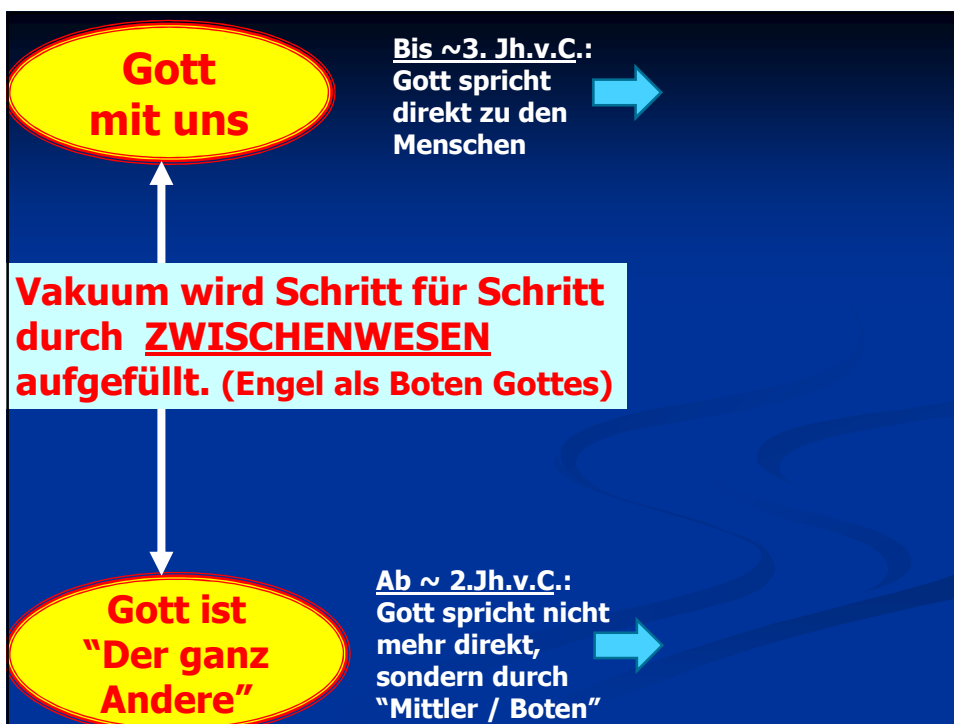 Gott
mit uns
Bis ~3. Jh.v.C.:
Gott spricht
direkt zu den
Menschen
Vakuum wird Schritt für Schritt
durch ZWISCHENWESEN
aufgefüllt. (Engel als Boten Gottes)
Gott ist
“Der ganz
Andere”
Ab ~ 2.Jh.v.C.:
Gott spricht nicht
mehr direkt,
sondern durch
“Mittler / Boten”